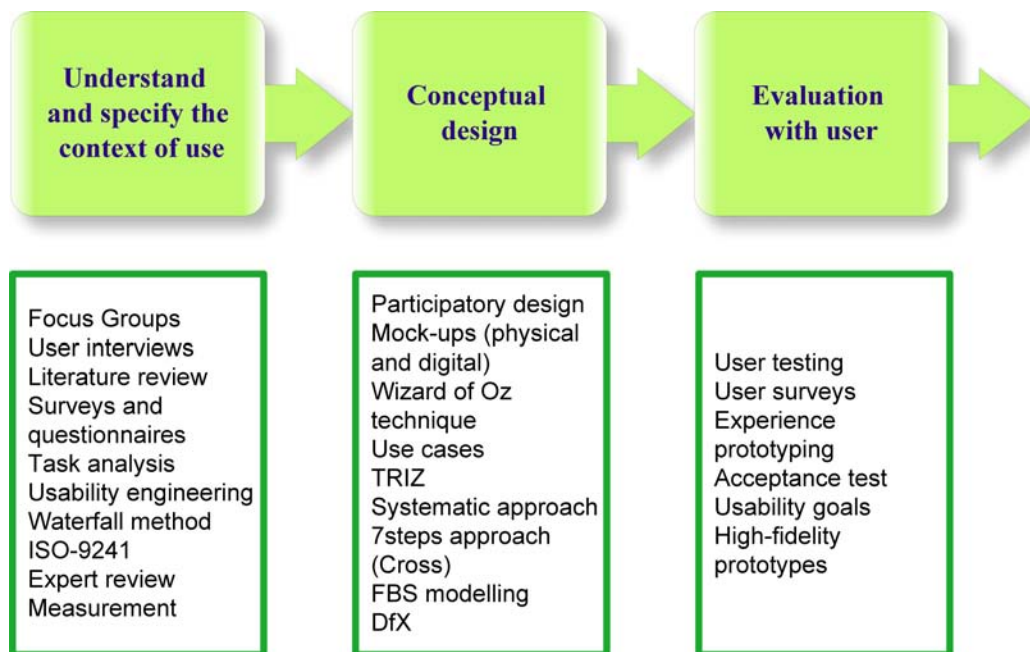 Understand
and specify the
context of use
Conceptual
design
Evaluation
with user
Focus Groups
User interviews
Literature review
Surveys and
questionnaires
Task analysis
Usability engineering
Waterfall method
ISO-9241
Expert review
Measurement
Participatory design
Mock-ups (physical
and digital)
Wizard of Oz
technique
Use cases
TRIZ
Systematic approach
7steps approach
(Cross)
FBS modelling
DfX
User testing
User surveys
Experience
prototyping
Acceptance test
Usability goals
High-fidelity
prototypes